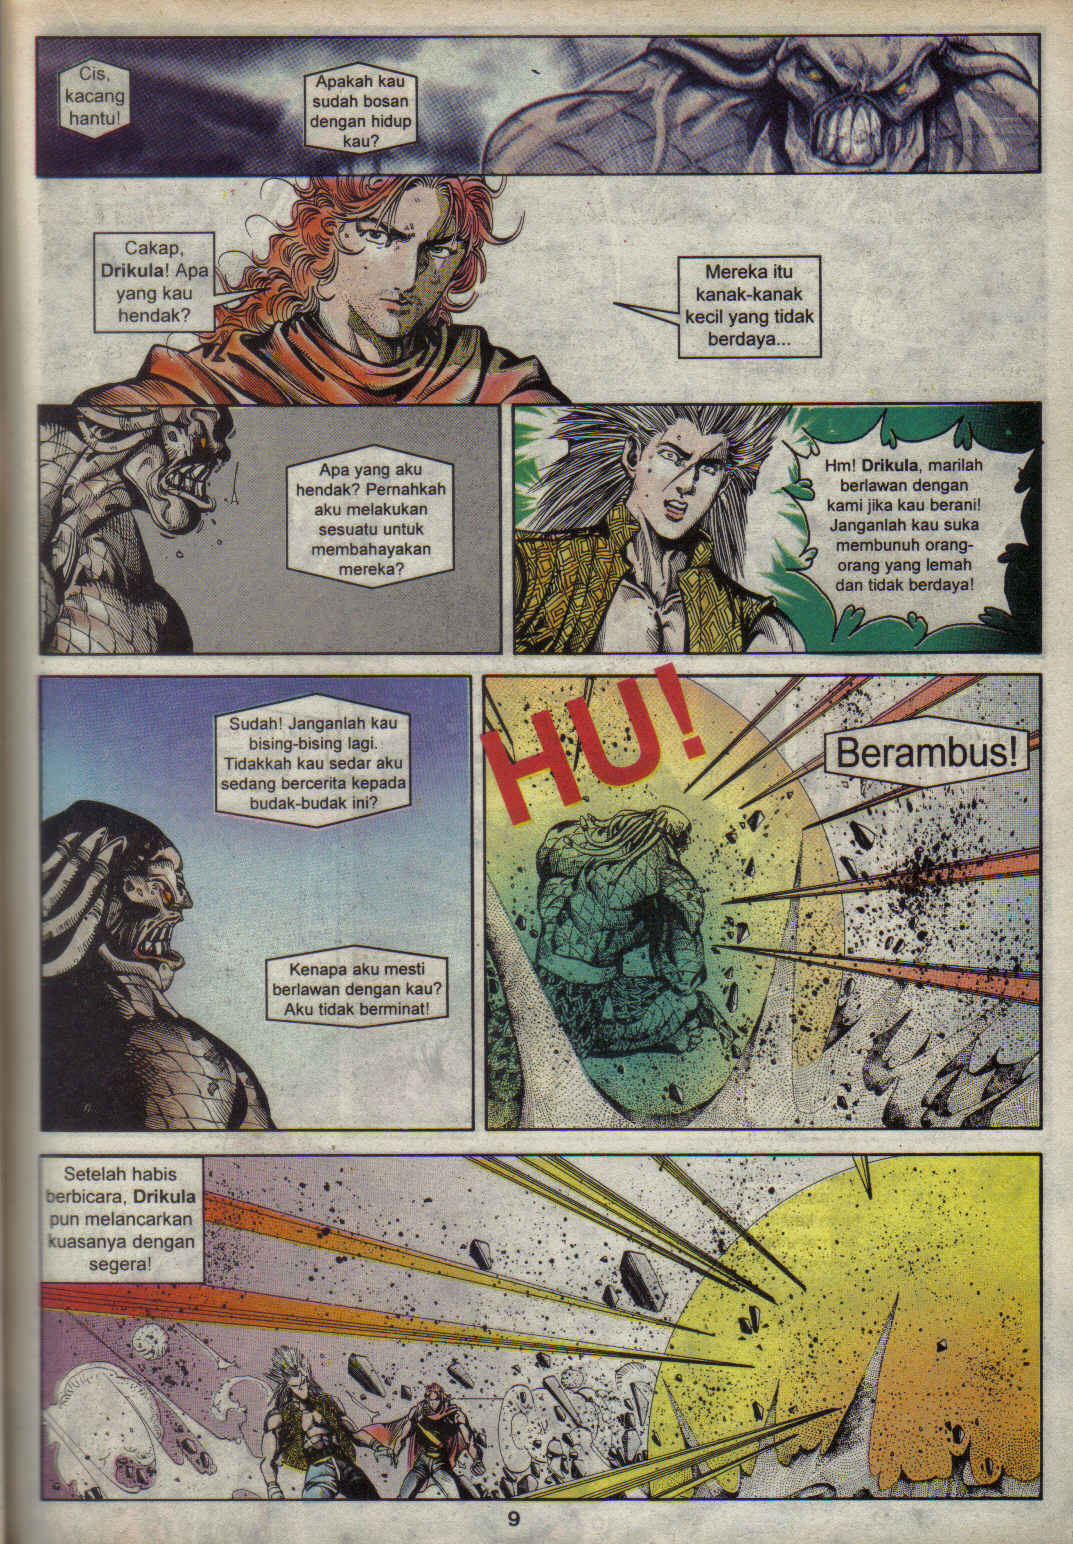 Cis,
kacang
hantu!
Apakah kau
sudah bosan
dengan hidup
kau?
Cakap,
Drikula! Apa
yang kau
hendak?
Mereka itu
kanak-kanak
kecil yang tidak
berdaya...
Apa yang aku
hendak? Pernahkah
aku melakukan
sesuatu untuk
membahayakan
mereka?
Hm! Drikula, marilah
berlawan dengan
kami jika kau berani!
Janganlah kau suka
membunuh orang-
orang yang lemah
dan tidak berdaya!
Sudah! Janganlah kau
bising-bising lagi.
Tidakkah kau sedar aku
sedang bercerita kepada
budak-budak ini?
Kenapa aku mesti
berlawan dengan kau?
Aku tidak berminat!
HU!
Berambus!
Setelah habis
berbicara, Drikula
pun melancarkan
kuasanya dengan
segera!
9